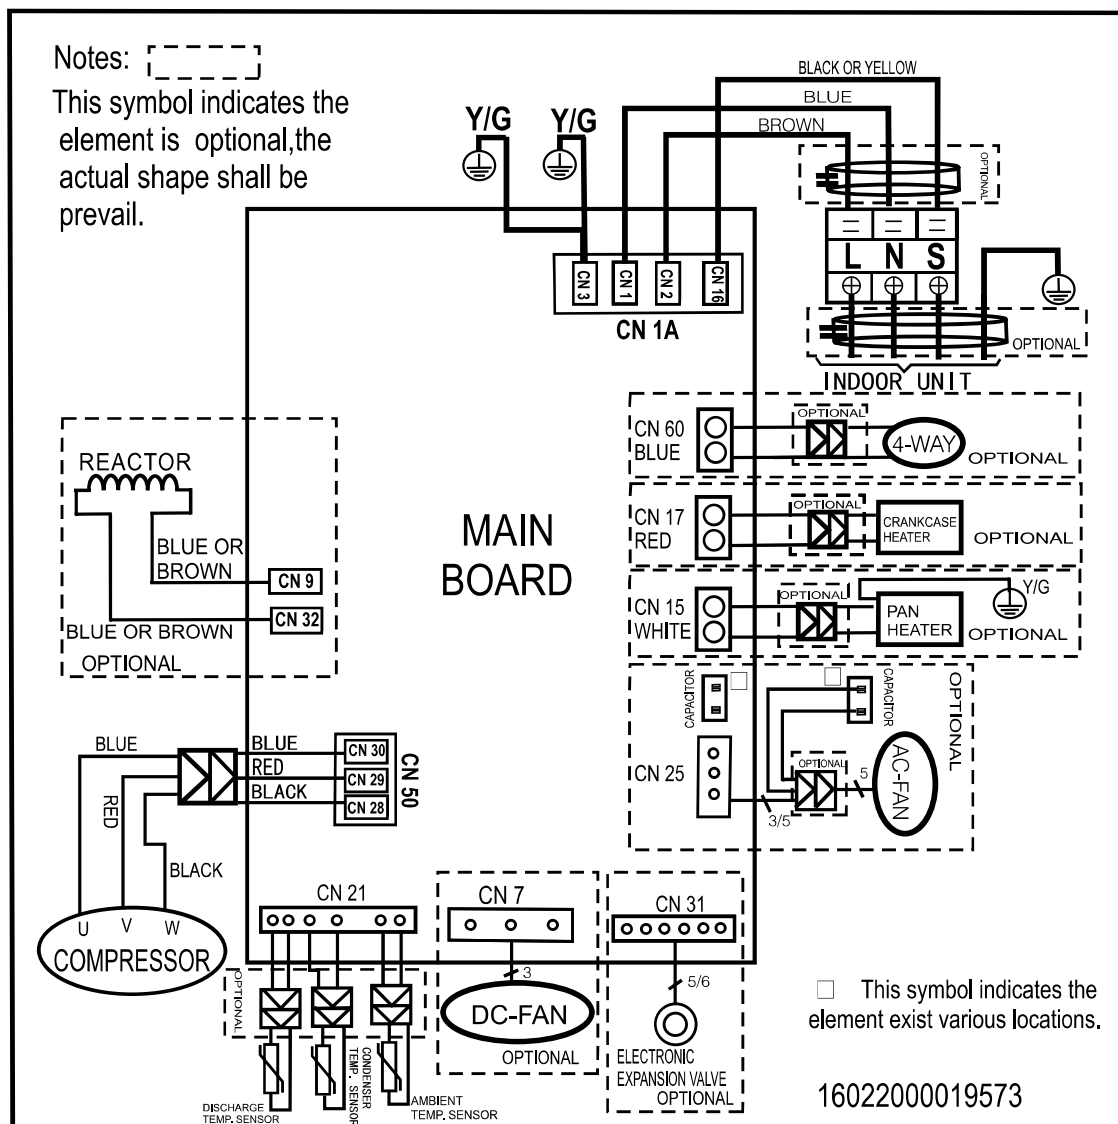 Notes:
This symbol indicates the
element is optional,the
actual shape shall be
prevail.
Y/G
Y/G
BLACK OR YELLOW
BLUE
BROWN
OPTIONAL
L N S
CN 3
CN 1
CN 2
CN 16
CN 1A
OPTIONAL
INDOOR UNIT
REACTOR
BLUE OR
BROWN
CN 9
CN 32
BLUE OR BROWN
OPTIONAL
MAIN
BOARD
CN 60
BLUE
OPTIONAL
4-WAY
OPTIONAL
CN 17
RED
OPTIONAL
CRANKCASE
HEATER
OPTIONAL
CN 15
WHITE
OPTIONAL
PAN
HEATER
Y/G
OPTIONAL
CAPACITOR
CAPACITOR
OPTIONAL
CN 25
OPTIONAL
3/5
5
AC-FAN
BLUE
RED
BLACK
BLUE
RED
BLACK
CN 30
CN 29
CN 28
CN 50
U V W
COMPRESSOR
CN 21
OPTIONAL
DISCHARGE
TEMP. SENSOR
CONDENSER
TEMP. SENSOR
AMBIENT
TEMP. SENSOR
CN 7
3
DC-FAN
OPTIONAL
CN 31
5/6
ELECTRONIC
EXPANSION VALVE
OPTIONAL
This symbol indicates the
element exist various locations.
16022000019573